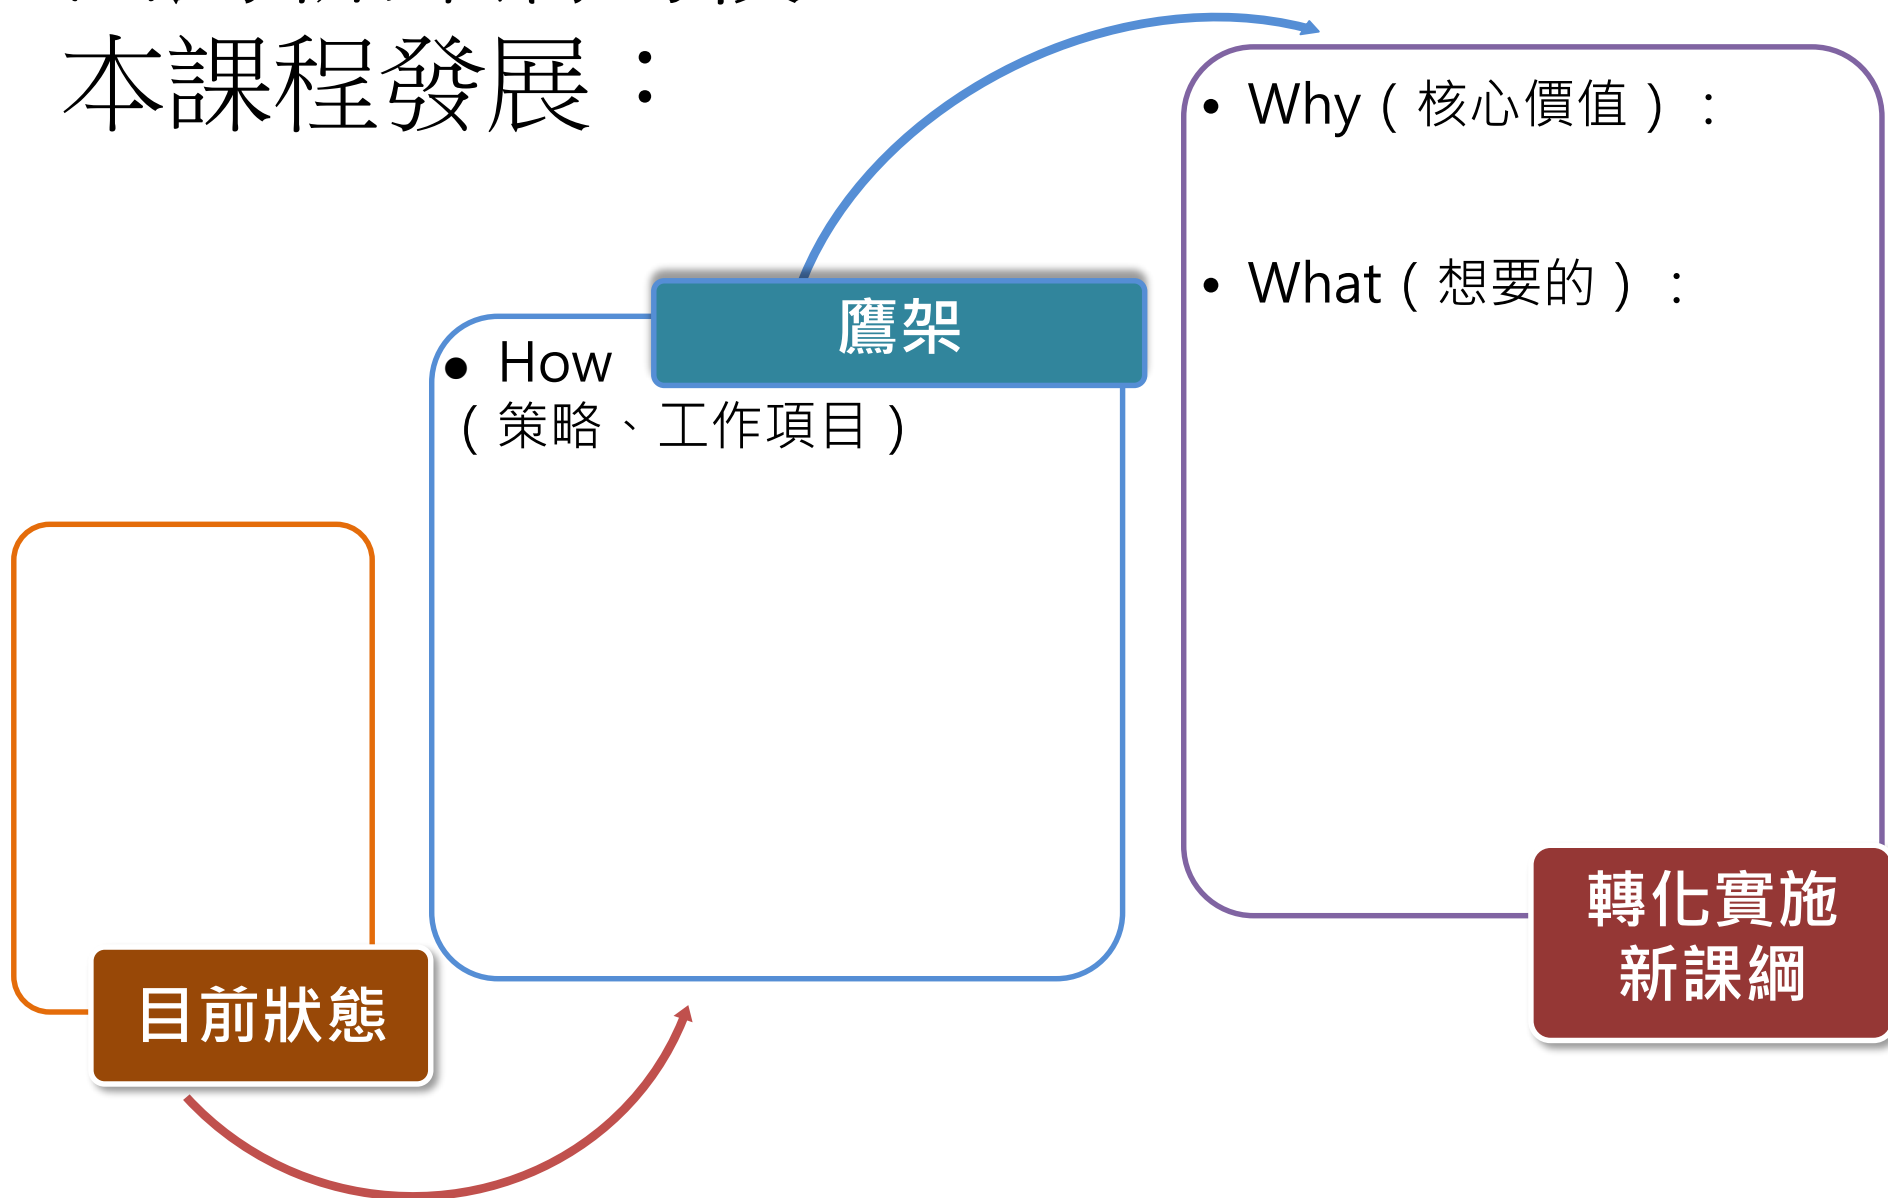 本課程發展：
• Why（核心價值）：
• What（想要的）：
鷹架
• How
（策略、工作項目）
目前狀態
轉化實施
新課綱